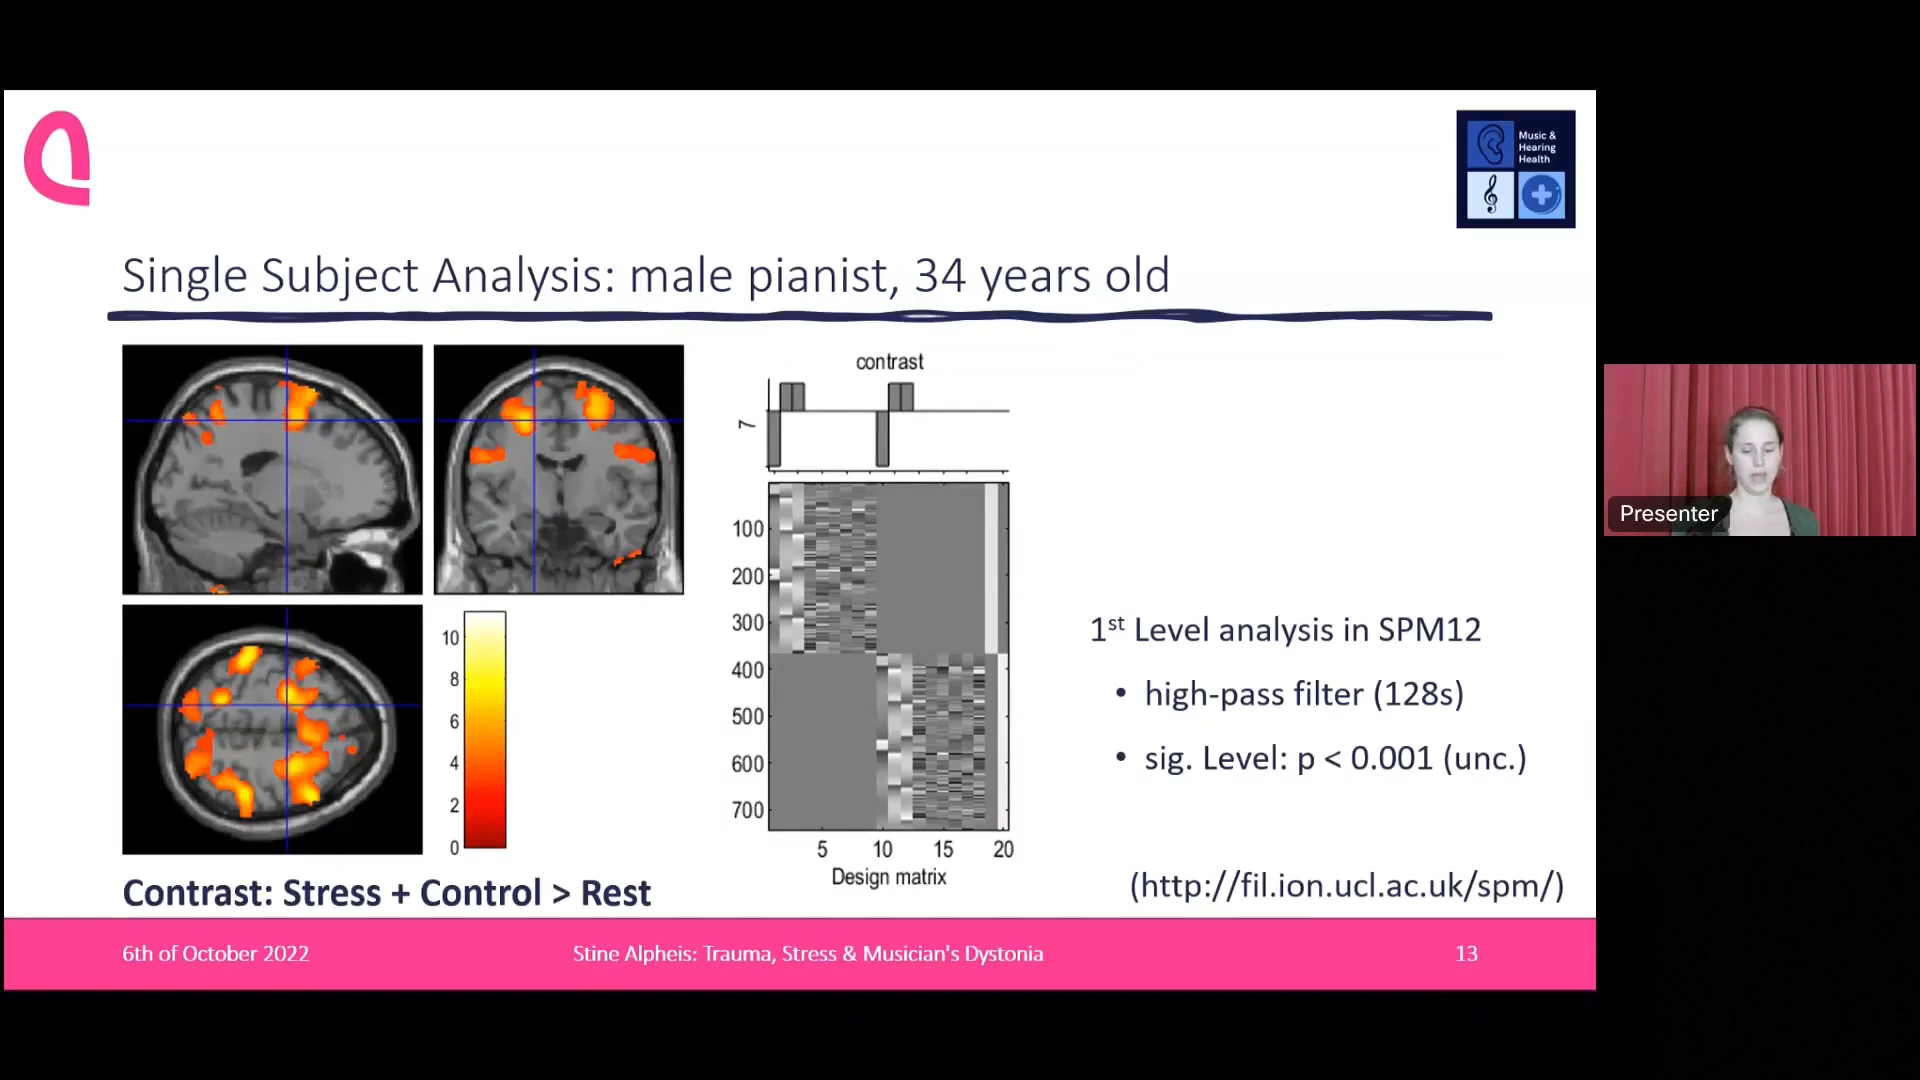 Music &
Hearing
Health
Single Subject Analysis: male pianist, 34 years old
contrast
7
10
8
6
4
2
0
100
200
300
400
500
600
700
5 10 15 20
Design matrix
1st Level analysis in SPM12
• high-pass filter (128s)
• sig. Level: p < 0.001 (unc.)
(http://fil.ion.ucl.ac.uk/spm/)
Contrast: Stress + Control > Rest
6th of October 2022
Stine Alpheis: Trauma, Stress & Musician's Dystonia
13
Presenter